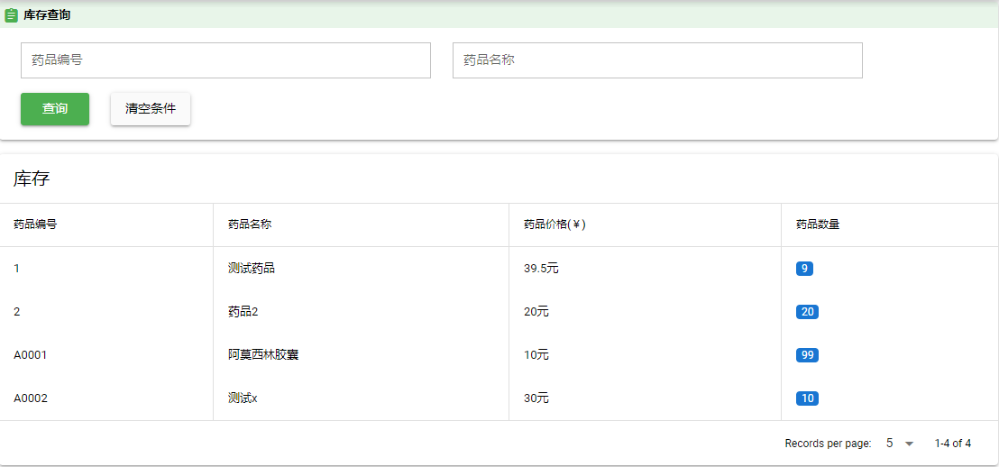 库存查询
药品编号 药品名称
查询 清空条件
库存
药品编号 药品名称 药品价格(￥) 药品数量
1 测试药品 39.5元 9
2 药品2 20元 20
A0001 阿莫西林胶囊 10元 99
A0002 测试x 30元 10
Records per page: 5 1-4 of 4